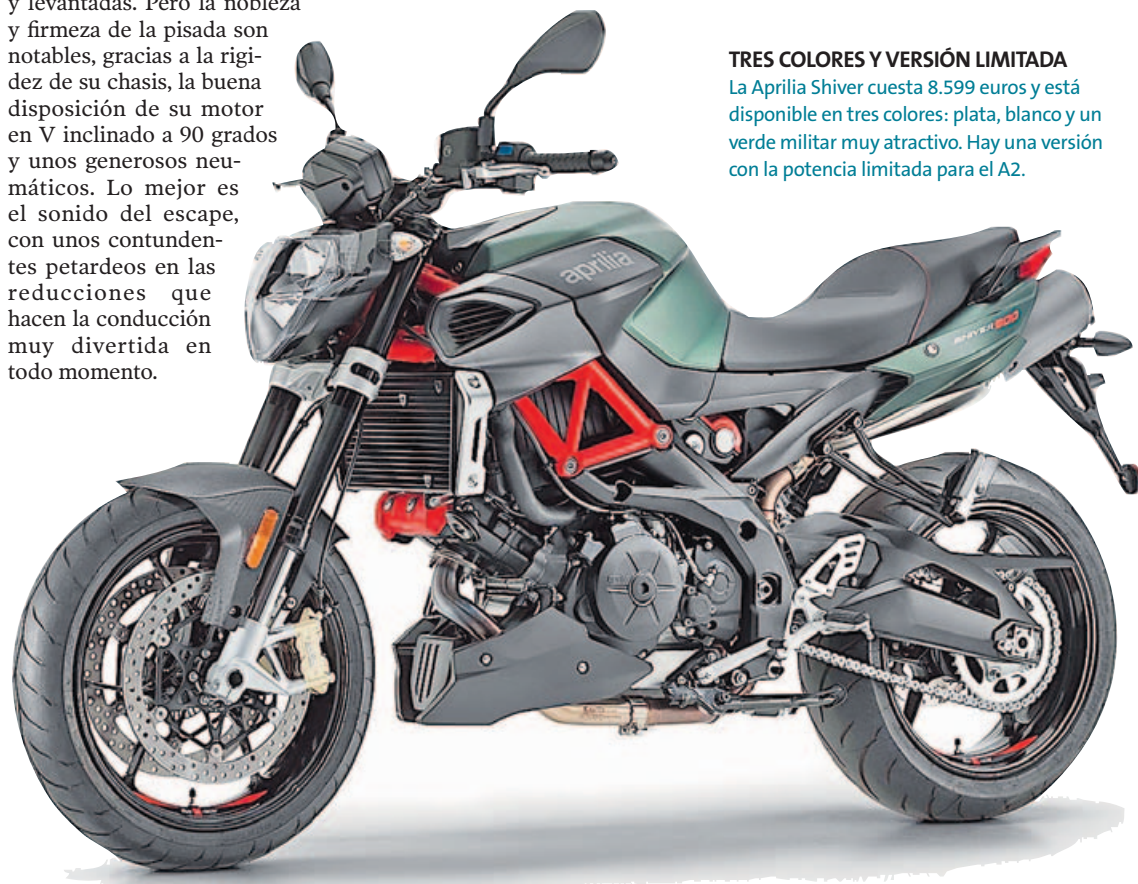 y levantadas. Pero la nobleza
y firmeza de la pisada son
notables, gracias a la rigi-
dez de su chasis, la buena
disposición de su motor
en V inclinado a 90 grados
y unos generosos neu-
máticos. Lo mejor es
el sonido del escape,
con unos contunden-
tes petardeos en las
reducciones que
hacen la conducción
muy divertida en
todo momento.
TRES COLORES Y VERSIÓN LIMITADA
La Aprilia Shiver cuesta 8.599 euros y está
disponible en tres colores: plata, blanco y un
verde militar muy atractivo. Hay una versión
con la potencia limitada para el A2.
aprilia
SHIVER900